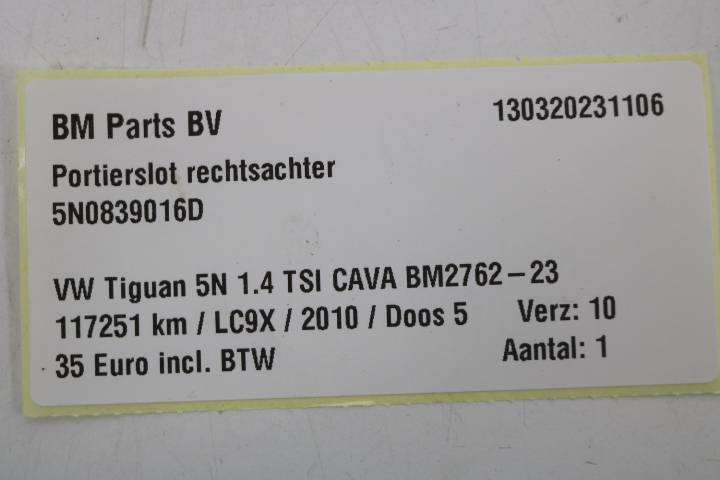 BM Parts BV 130320231106
Portierslot rechtsachter
5N0839016D
VW Tiguan 5N 1.4 TSI CAVA BM2762-23
117251 km / LC9X / 2010 / Doos 5 Verz: 10
35 Euro incl. BTW Aantal: 1